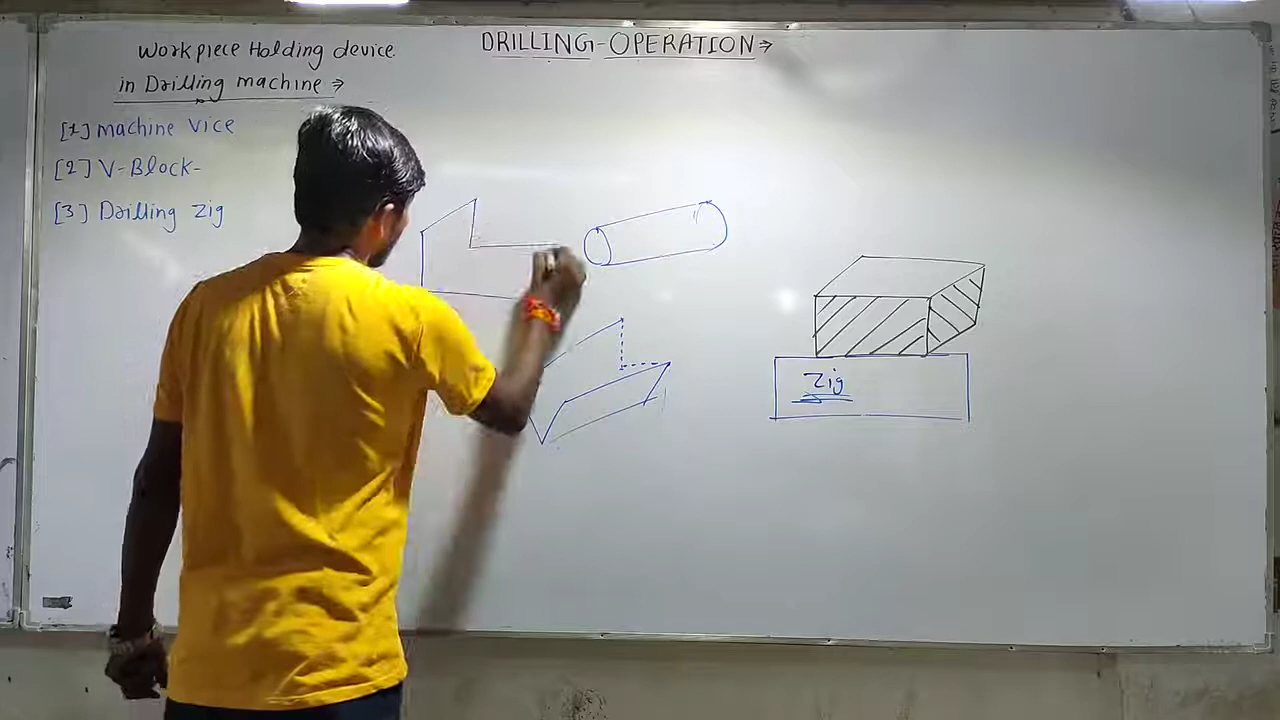 Workpiece Holding device
in Drilling machine ⇒
DRILLING-OPERATION ⇒
[1] machine Vice
[2] V-Block-
[3] Drilling Zig
Zig